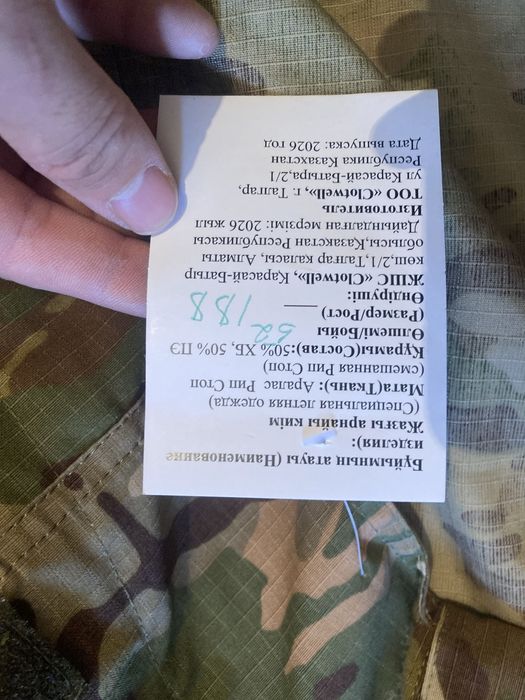 Бұйымның атауы (Наименование
изделия):
Жазғы арнайы киім
(Специальная летняя одежда)
Мата(Ткань): Аралас Рип Стоп
(смешанная Рип Стоп)
Құрамы(Состав):50% ХБ, 50% ПЭ
Өлшемі/Бойы 52
(Размер/Рост) ____ 188
Өндіруші:
ЖШС «Clotwell», Карасай-Батыр
көш,2/1,Талгар қаласы, Алматы
облысы,Қазақстан Республикасы
Дайындалған мерзімі: 2026 жыл
Изготовитель
ТОО «Clotwell», г. Талгар,
ул Карасай-Батыра 1/2,
Республика Казахстан
Дата выпуска: 2026 год